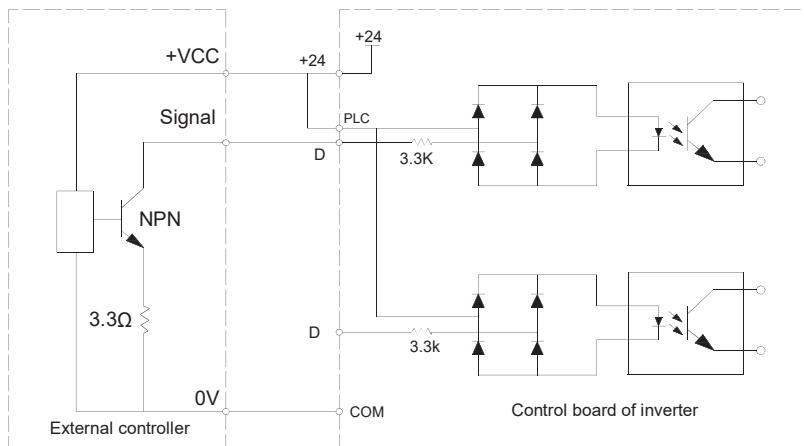 +24
+VCC
+24
Signal
PLC
D
3.3K
NPN
3.3Ω
D
3.3k
0V
COM
External controller
Control board of inverter